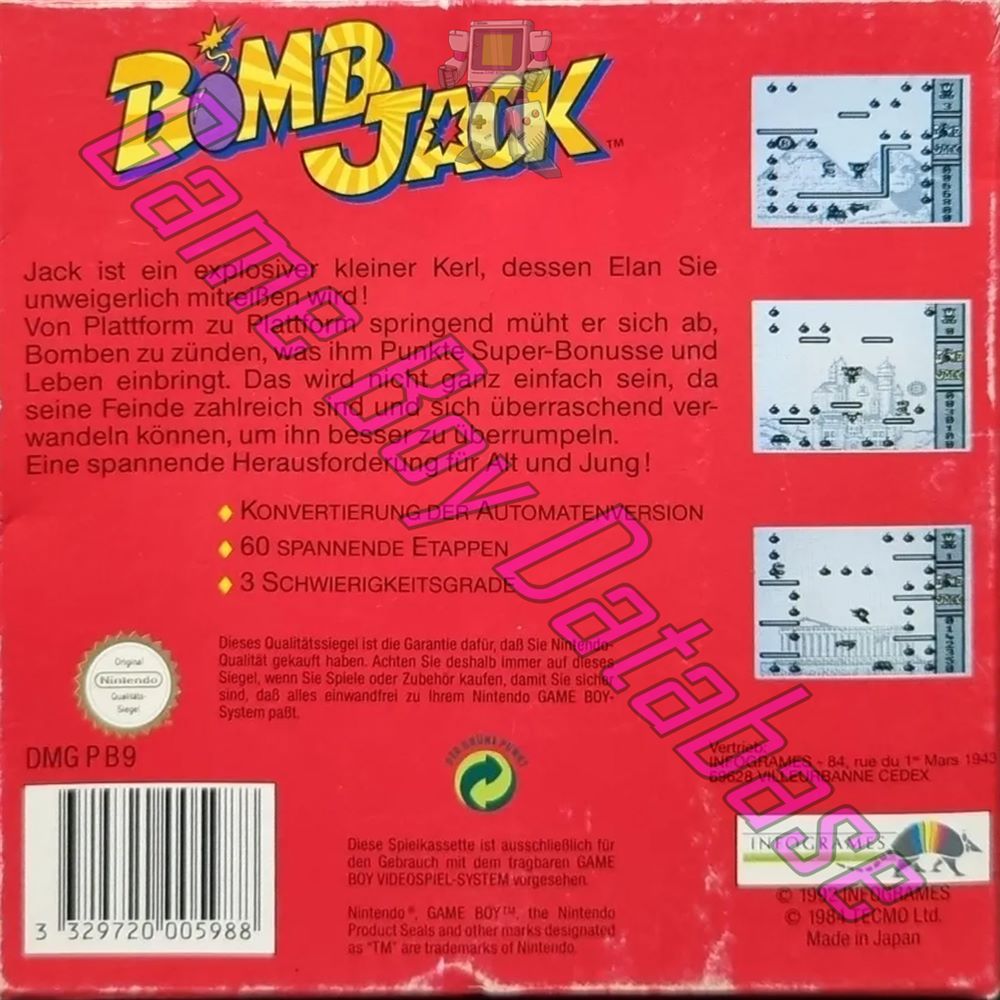 BOMB JACK™
Jack ist ein explosiver kleiner Kerl, dessen Elan Sie
unweigerlich mitreißen wird!
Von Plattform zu Plattform springend müht er sich ab,
Bomben zu zünden, was ihm Punkte Super-Bonusse und
Leben einbringt. Das wird nicht ganz einfach sein, da
seine Feinde zahlreich sind und sich überraschend ver-
wandeln können, um ihn besser zu überrumpeln.
Eine spannende Herausforderung für Alt und Jung!
KONVERTIERUNG DER AUTOMATENVERSION
60 SPANNENDE ETAPPEN
3 SCHWIERIGKEITSGRADE
Dieses Qualitätssiegel ist die Garantie dafür, daß Sie Nintendo-
Qualität gekauft haben. Achten Sie deshalb immer auf dieses
Siegel, wenn Sie Spiele oder Zubehör kaufen, damit Sie sicher
sind, daß alles einwandfrei zu Ihrem Nintendo GAME BOY-
System paßt.
Original
Nintendo
Qualitäts-
Siegel
DMG P B9
DER GRÜNE PUNKT
Vertrieb:
INFOGRAMES - 84, rue du 1er Mars 1943
69628 VILLEURBANNE CEDEX
Diese Spielkassette ist ausschließlich für
den Gebrauch mit dem tragbaren GAME
BOY VIDEOSPIEL-SYSTEM vorgesehen.
Nintendo®, GAME BOY™, the Nintendo
Product Seals and other marks designated
as "TM" are trademarks of Nintendo.
3 329720 005988
INFOGRAMES
© 1992 INFOGRAMES
© 1984 TECMO Ltd.
Made in Japan
Game Boy Database